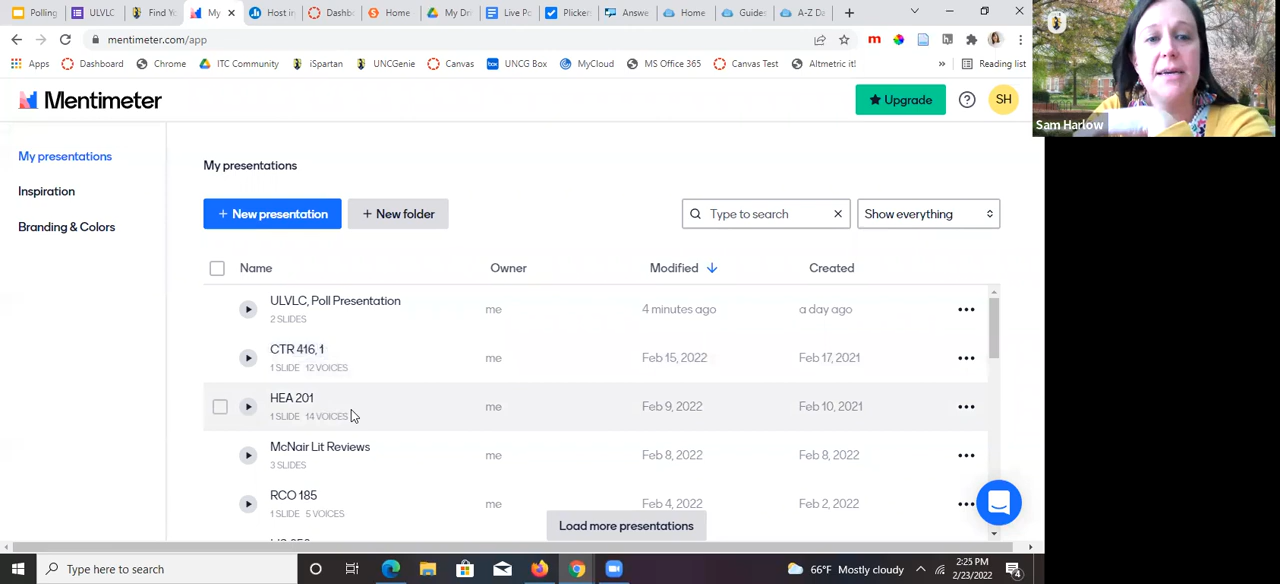 Polling
ULVLC
Find Yo
My
Host in
Dashbo
Home
My Dri
Live Po
Plicker
Answe
Home
Guides
A-Z Da
mentimeter.com/app
Apps Dashboard Chrome ITC Community iSpartan UNCGenie Canvas UNCG Box MyCloud MS Office 365 Canvas Test Altmetric it! » Reading list
Mentimeter
Upgrade
SH
My presentations
Inspiration
Branding & Colors
My presentations
+ New presentation
+ New folder
Type to search
Show everything
Name Owner Modified Created
ULVLC, Poll Presentation me 4 minutes ago a day ago
2 SLIDES
CTR 416, 1 me Feb 15, 2022 Feb 17, 2021
1 SLIDE 12 VOICES
HEA 201 me Feb 9, 2022 Feb 10, 2021
1 SLIDE 14 VOICES
McNair Lit Reviews me Feb 8, 2022 Feb 8, 2022
3 SLIDES
RCO 185 me Feb 4, 2022 Feb 2, 2022
1 SLIDE 5 VOICES
Load more presentations
Sam Harlow
Type here to search
66°F Mostly cloudy
2:25 PM
2/23/2022
4